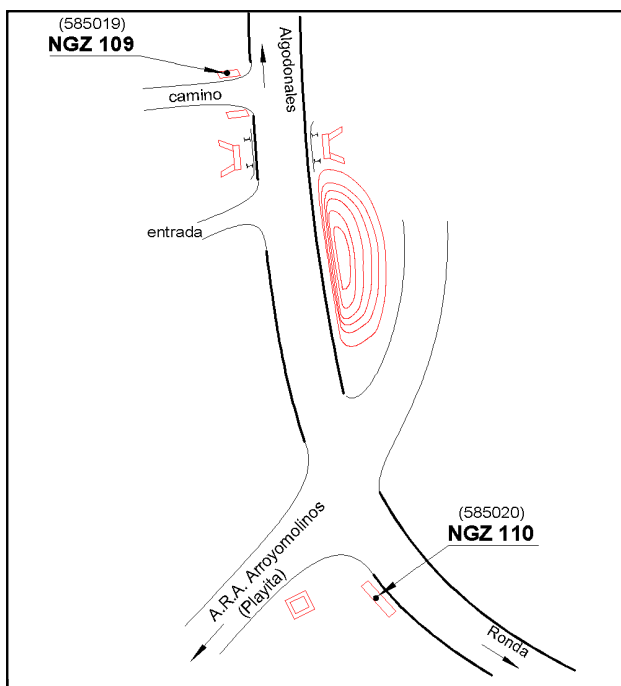 (585019)
NGZ 109
Algodonales
camino
entrada
(585020)
NGZ 110
A.R.A. Arroyomolinos
(Playita)
Ronda